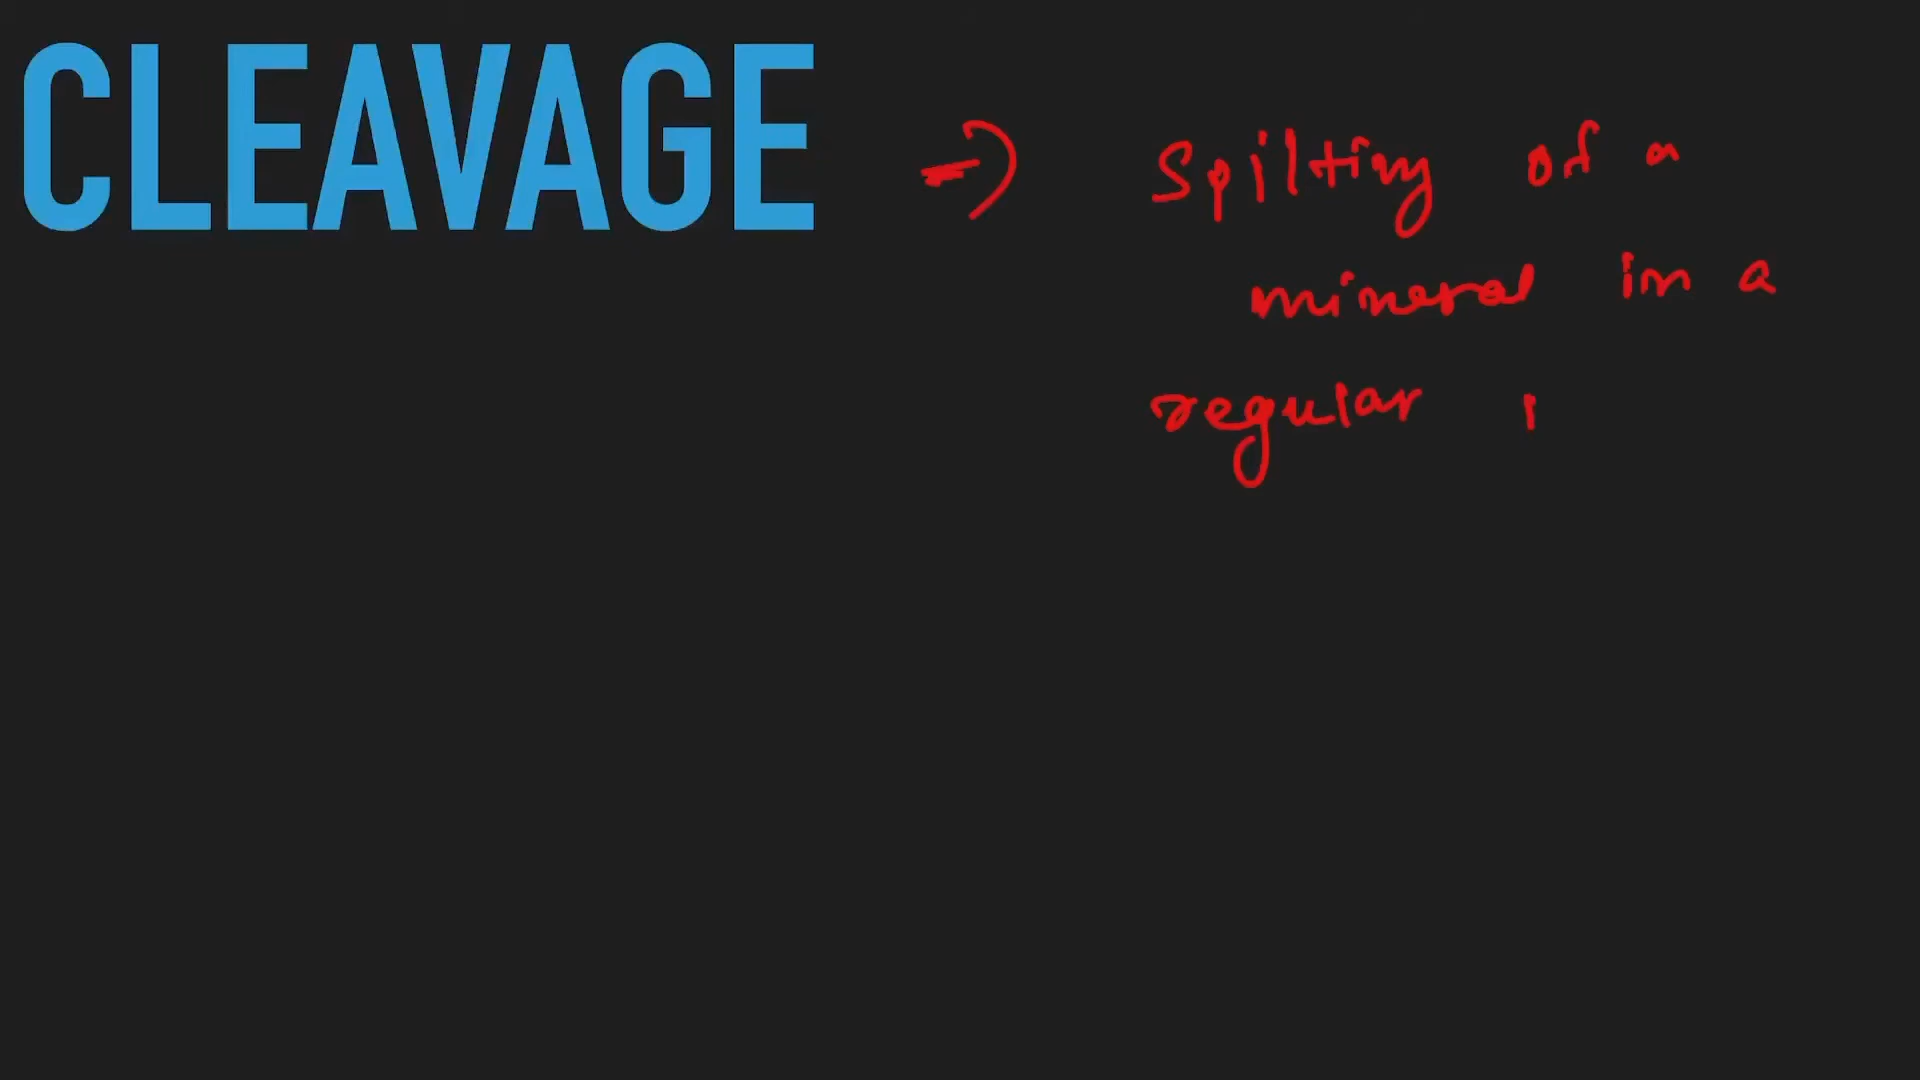 CLEAVAGE
Spilting of a
mineral in a
regular